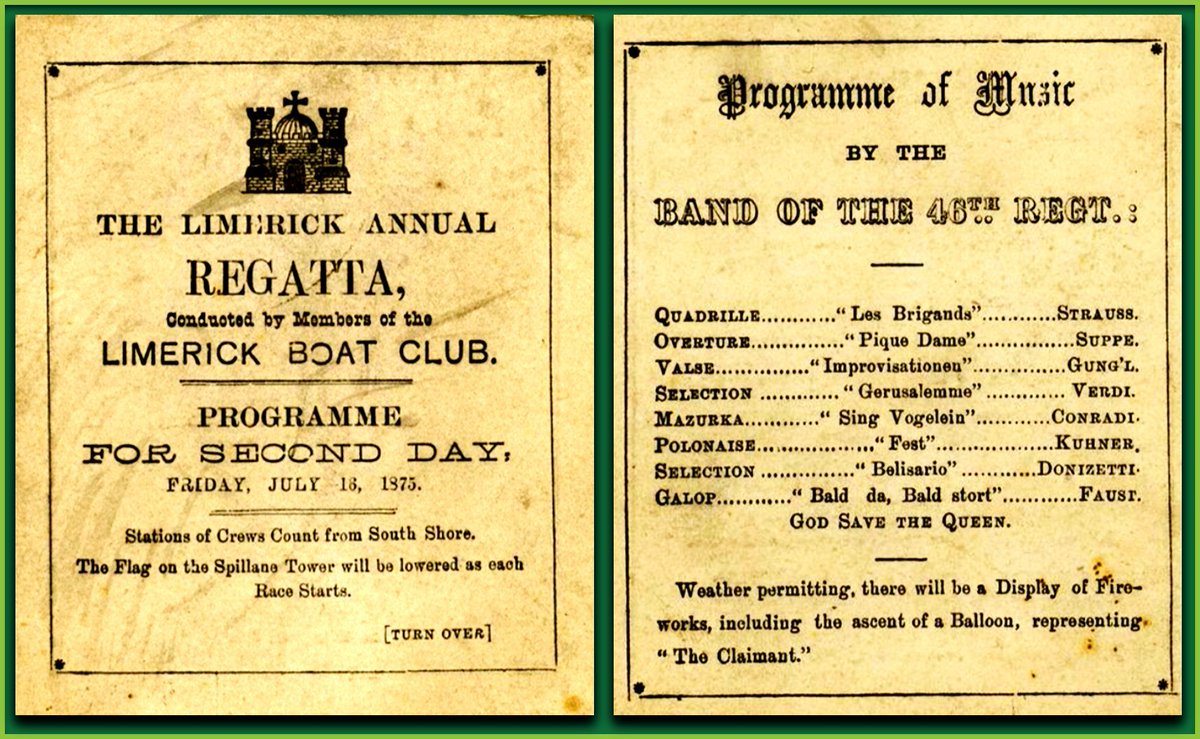 THE LIMERICK ANNUAL
REGATTA,
Conducted by Members of the
LIMERICK BOAT CLUB.
PROGRAMME
FOR SECOND DAY,
FRIDAY, JULY 16, 1875.
Stations of Crews Count from South Shore.
The Flag on the Spillane Tower will be lowered as each
Race Starts.
[TURN OVER]
Programme of Music
BY THE
BAND OF THE 46TH. REGT.:
QUADRILLE............“Les Brigands”...........STRAUSS.
OVERTURE..............“Pique Dame”...............SUPPE.
VALSE...............“Improvisationen”..............GUNG'L.
SELECTION ............“Gerusalemme” ............ VERDI.
MAZURKA...........“ Sing Vogelein”...........CONRADI.
POLONAISE.................“Fest”.................KUHNER.
SELECTION ..............“Belisario” ...........DONIZETTI.
GALOP...........“ Bald da, Bald stort”...........FAUST.
GOD SAVE THE QUEEN.
Weather permitting, there will be a Display of Fire-
works, including the ascent of a Balloon, representing
“The Claimant.”